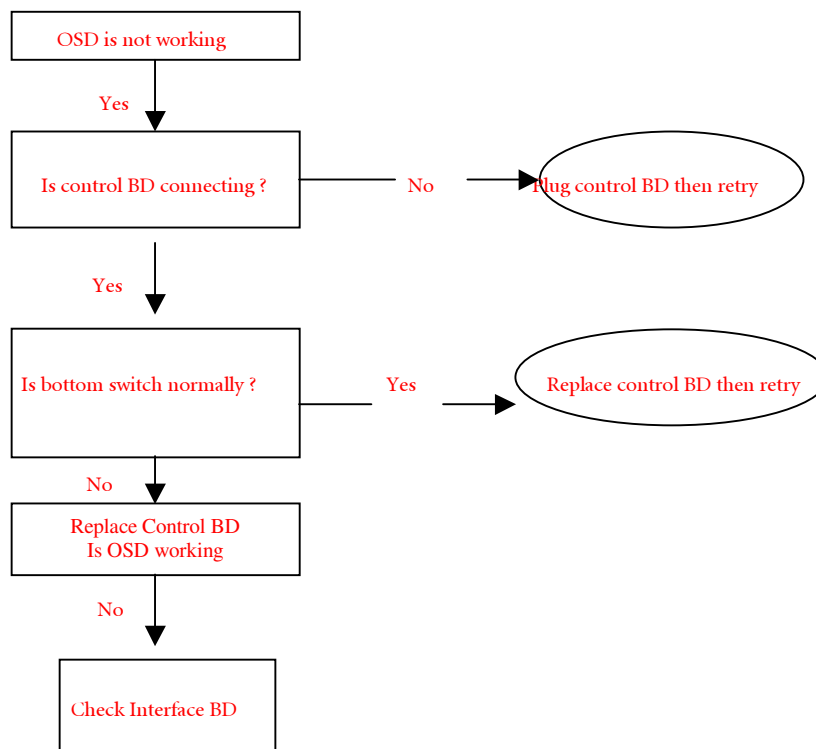 OSD is not working
Yes
Is control BD connecting ?
No
Plug control BD then retry
Yes
Is bottom switch normally ?
Yes
Replace control BD then retry
No
Replace Control BD
Is OSD working
No
Check Interface BD